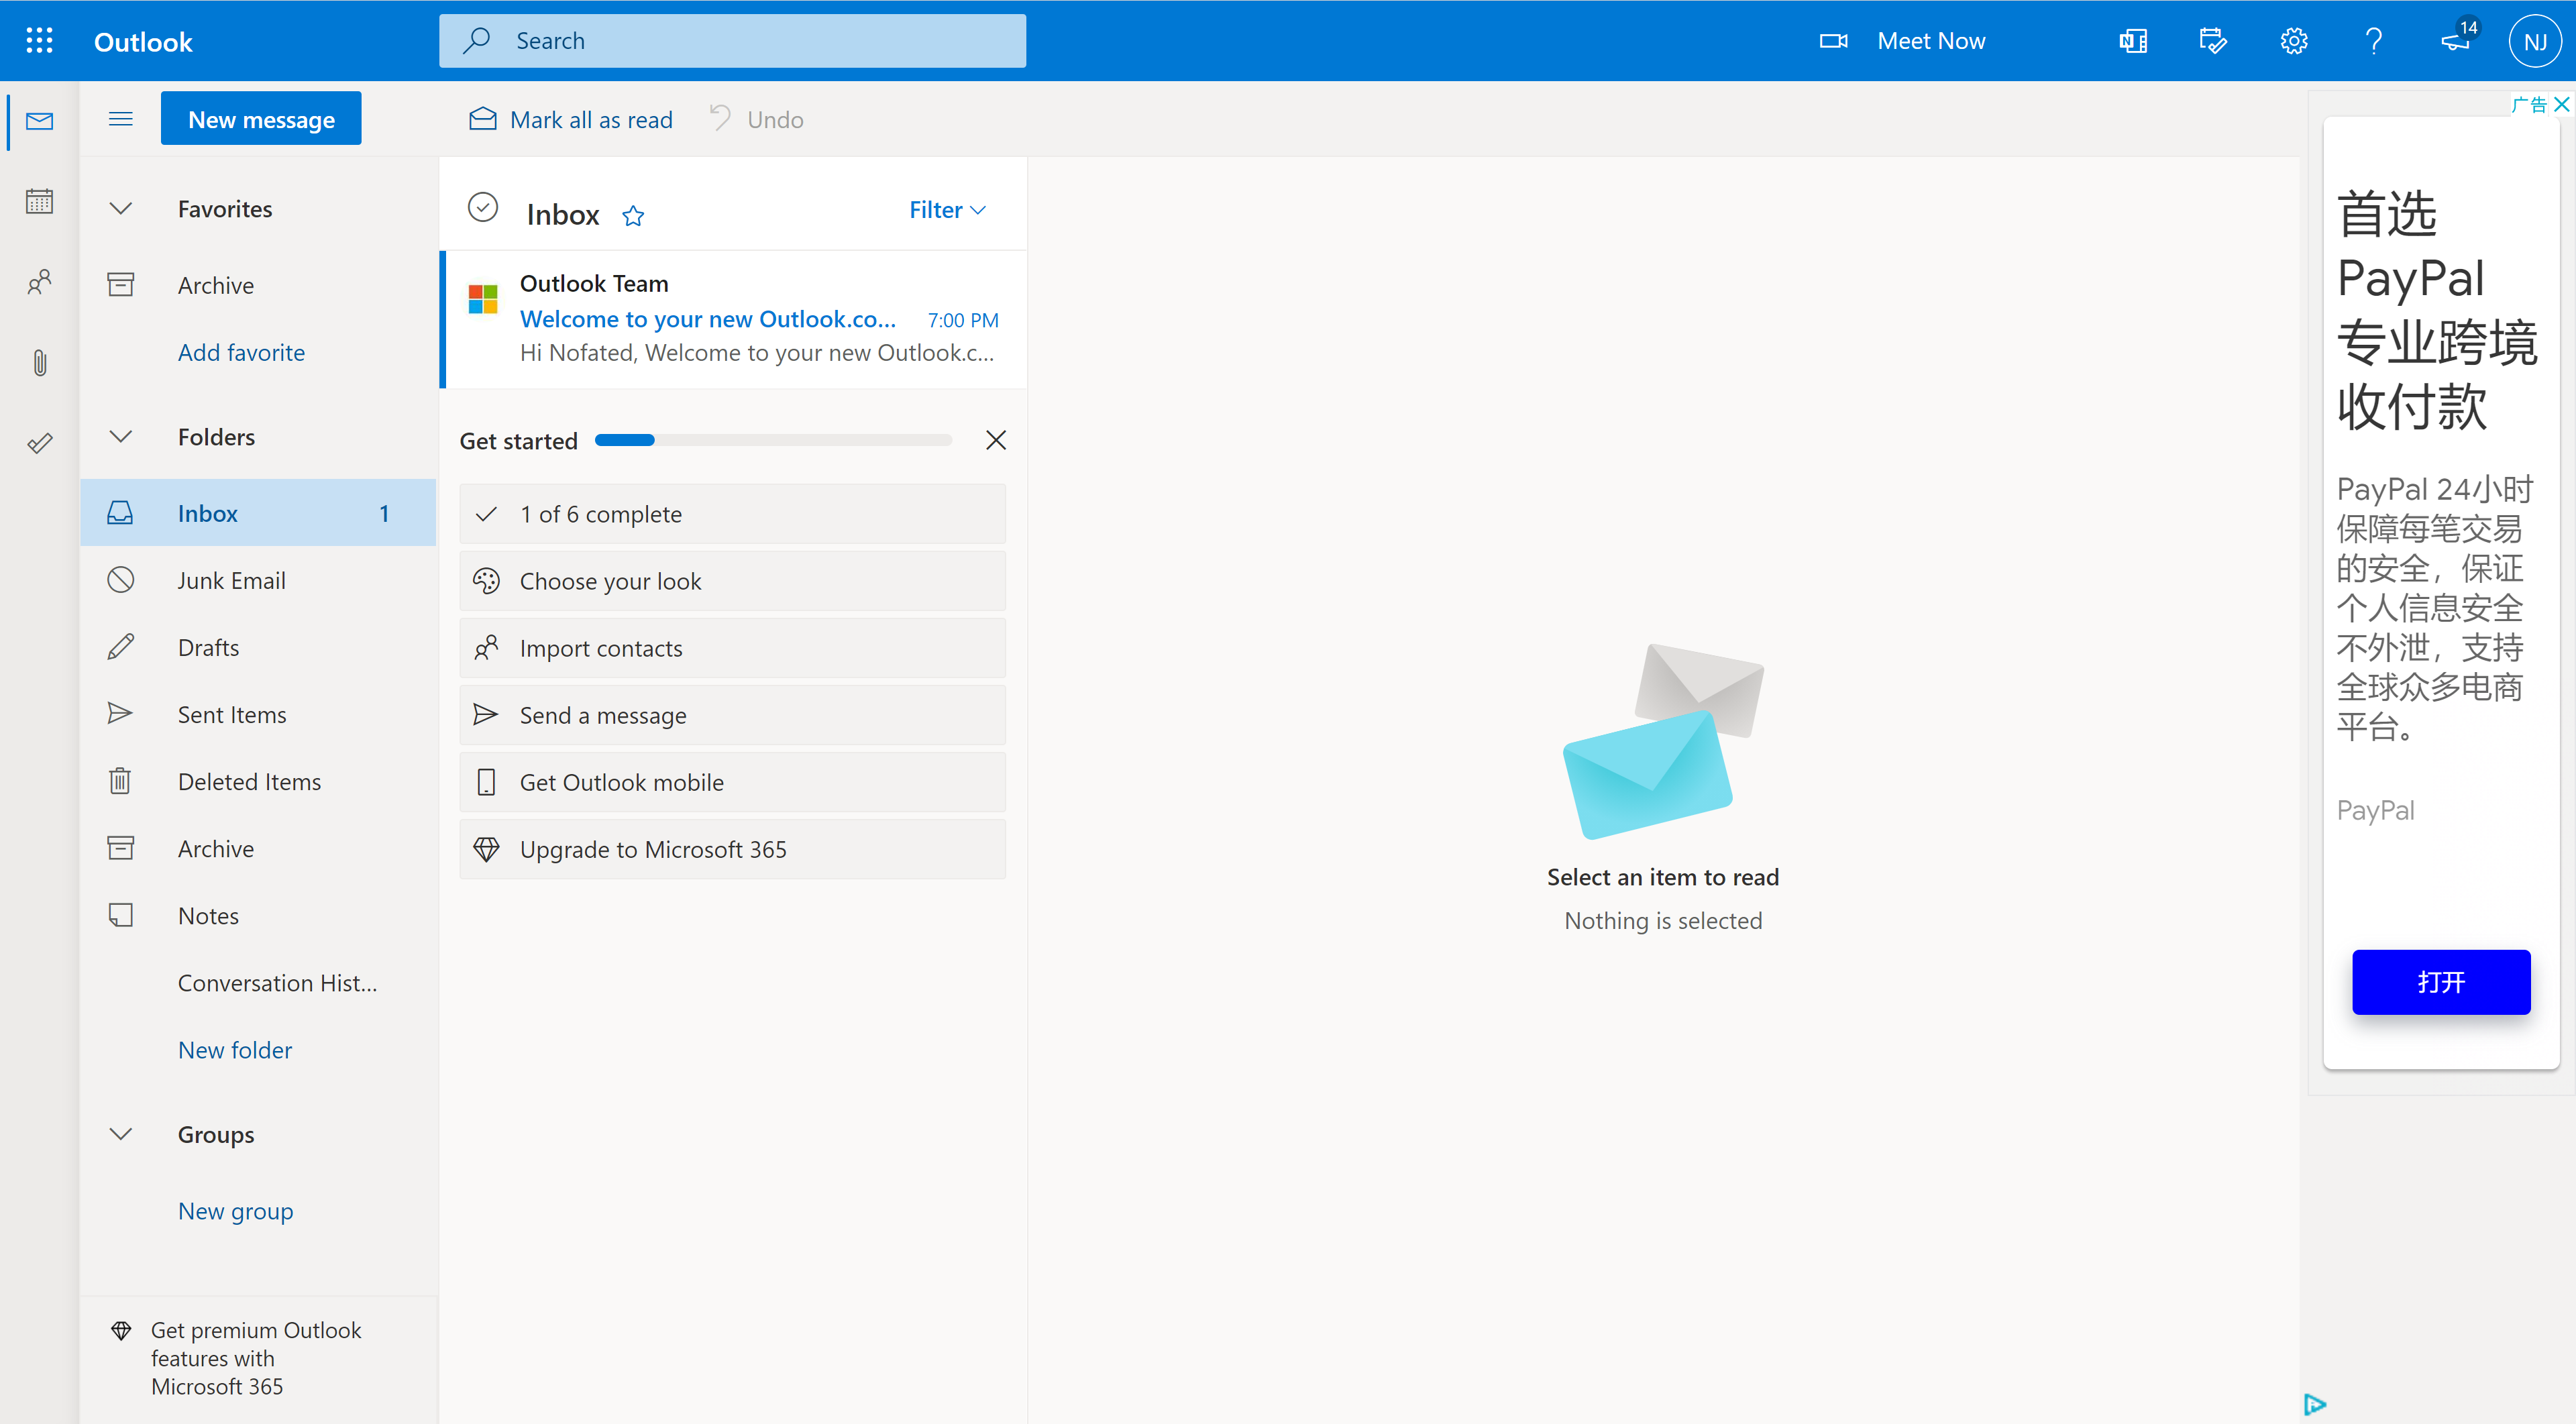 Outlook
Search
Meet Now
14
NJ
New message
Mark all as read
Undo
Favorites
Archive
Add favorite
Folders
Inbox 1
Junk Email
Drafts
Sent Items
Deleted Items
Archive
Notes
Conversation Hist...
New folder
Groups
New group
Get premium Outlook
features with
Microsoft 365
Inbox
Filter
Outlook Team
Welcome to your new Outlook.co... 7:00 PM
Hi Nofated, Welcome to your new Outlook.c...
Get started
1 of 6 complete
Choose your look
Import contacts
Send a message
Get Outlook mobile
Upgrade to Microsoft 365
Select an item to read
Nothing is selected
广告
首选
PayPal
专业跨境
收付款
PayPal 24小时
保障每笔交易
的安全，保证
个人信息安全
不外泄，支持
全球众多电商
平台。
PayPal
打开